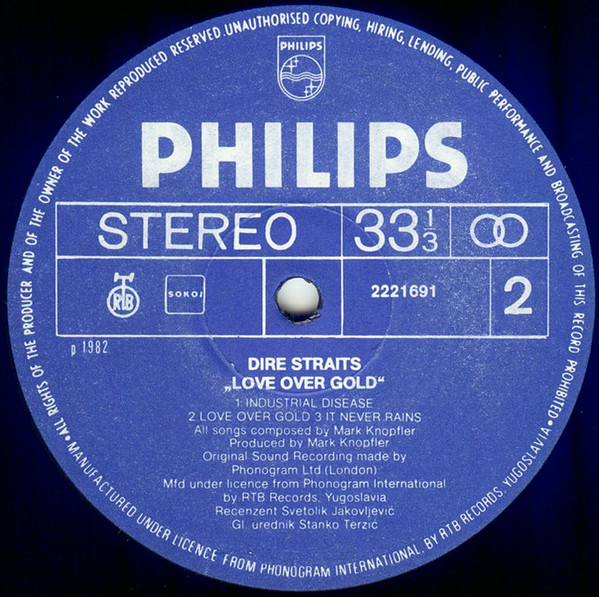 ALL RIGHTS OF THE PRODUCER AND OF THE OWNER OF THE WORK REPRODUCED RESERVED. UNAUTHORISED COPYING, HIRING, LENDING, PUBLIC PERFORMANCE AND BROADCASTING OF THIS RECORD PROHIBITED •
PHILIPS
PHILIPS
STEREO 33 1/3
RTB SOKOJ 2221691 2
p 1982
DIRE STRAITS
„LOVE OVER GOLD“
1 INDUSTRIAL DISEASE
2 LOVE OVER GOLD 3 IT NEVER RAINS
All songs composed by Mark Knopfler
Produced by Mark Knopfler
Original Sound Recording made by
Phonogram Ltd (London)
Mfd under licence from Phonogram International
by RTB Records, Yugoslavia
Recenzent Svetolik Jakovljević
Gl. urednik Stanko Terzić
• MANUFACTURED UNDER LICENCE FROM PHONOGRAM INTERNATIONAL, BY RTB RECORDS, YUGOSLAVIA •